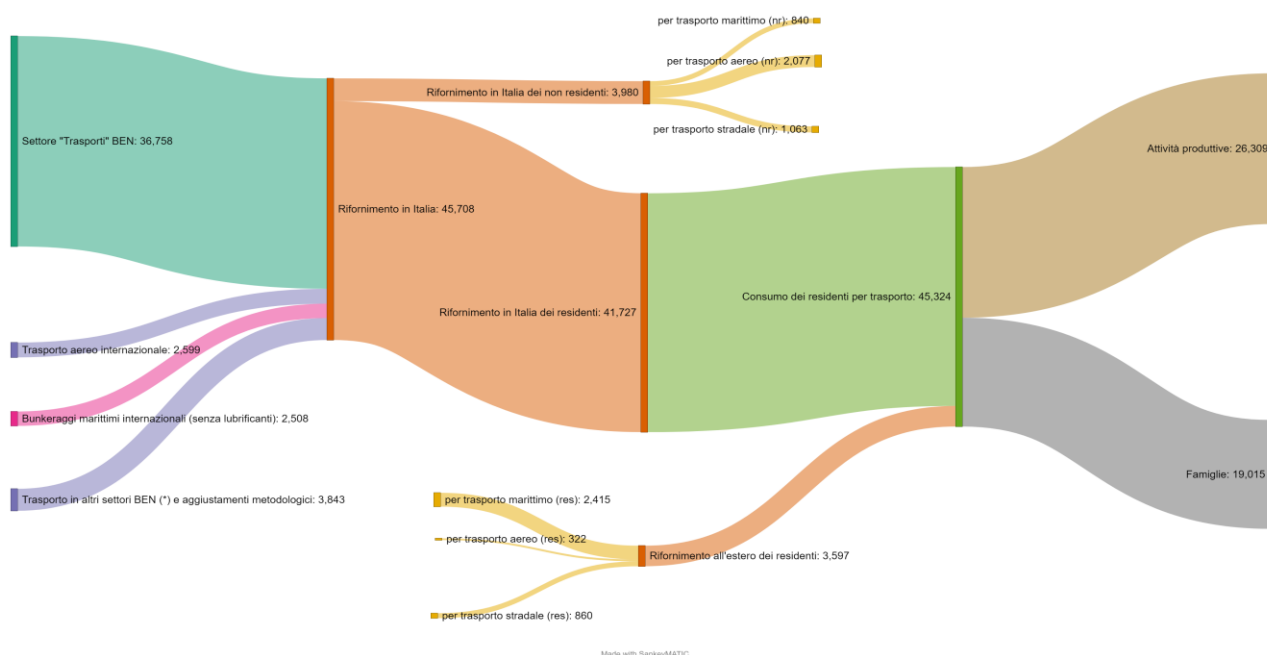 per trasporto marittimo (nr): 840
per trasporto aereo (nr): 2,077
Rifornimento in Italia dei non residenti: 3,980
per trasporto stradale (nr): 1,063
Settore "Trasporti" BEN: 36,758
Attività produttive: 26,309
Rifornimento in Italia: 45,708
Consumo dei residenti per trasporto: 45,324
Rifornimento in Italia dei residenti: 41,727
Trasporto aereo internazionale: 2,599
Bunkeraggi marittimi internazionali (senza lubrificanti): 2,508
Famiglie: 19,015
Trasporto in altri settori BEN (*) e aggiustamenti metodologici: 3,843
per trasporto marittimo (res): 2,415
per trasporto aereo (res): 322
Rifornimento all'estero dei residenti: 3,597
per trasporto stradale (res): 860
Made with SankeyMATIC